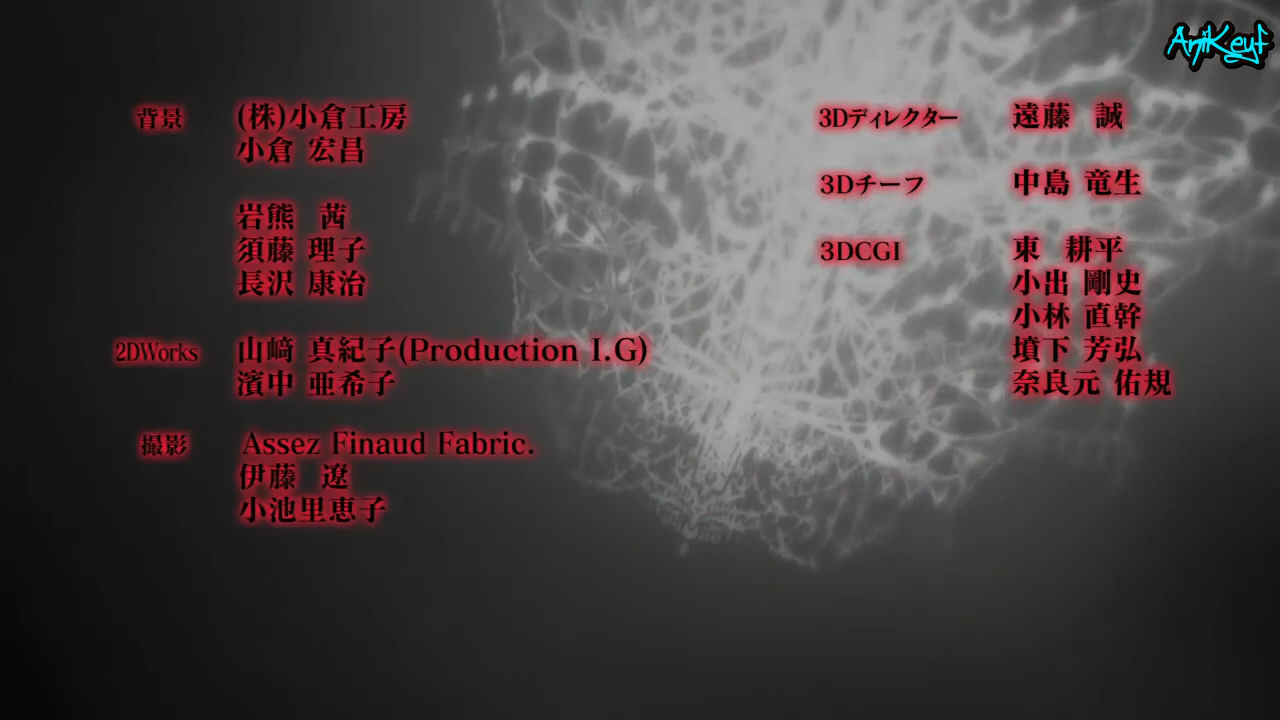 AniKeyf
背景 (株)小倉工房
小倉 宏昌
岩熊 茜
須藤 理子
長沢 康治
2DWorks 山﨑 真紀子(Production I.G)
濱中 亜希子
撮影 Assez Finaud Fabric.
伊藤 遼
小池里恵子
3Dディレクター 遠藤 誠
3Dチーフ 中島 竜生
3DCGI 東 耕平
小出 剛史
小林 直幹
墳下 芳弘
奈良元 佑規